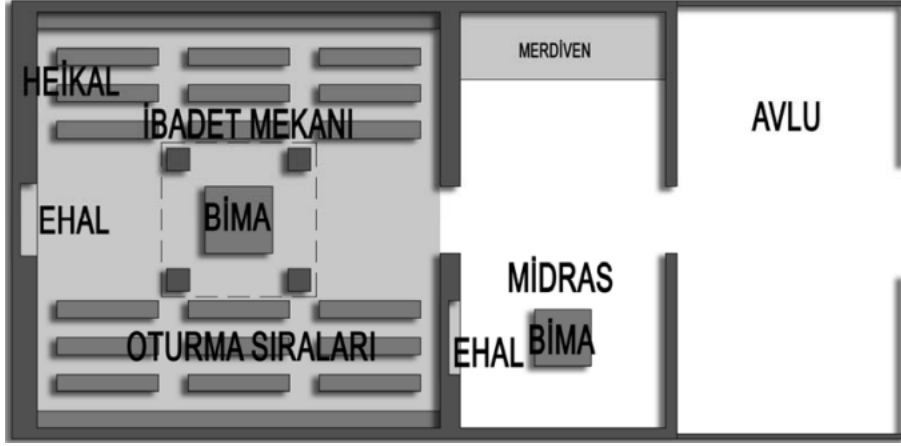 MERDİVEN
HEİKAL
İBADET MEKANI
AVLU
EHAL
BİMA
MİDRAS
OTURMA SIRALARI
EHAL
BİMA